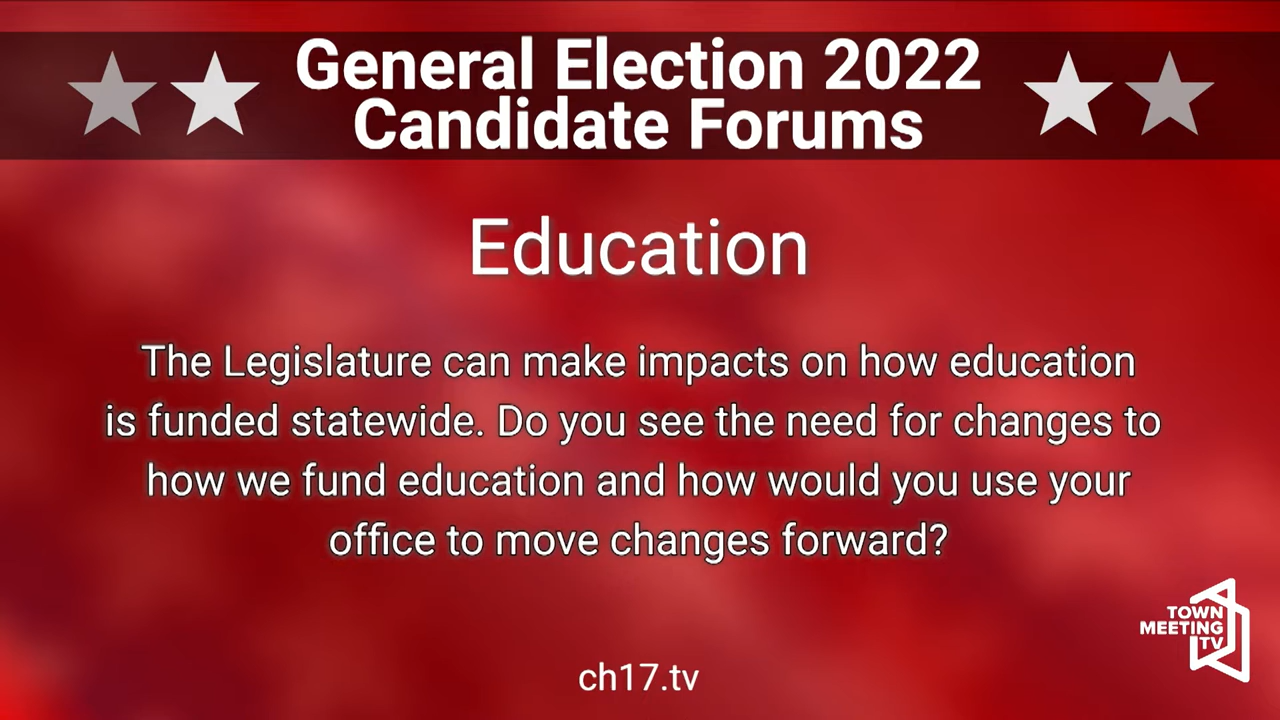 General Election 2022
Candidate Forums
Education
The Legislature can make impacts on how education
is funded statewide. Do you see the need for changes to
how we fund education and how would you use your
office to move changes forward?
TOWN
MEETING
TV
ch17.tv